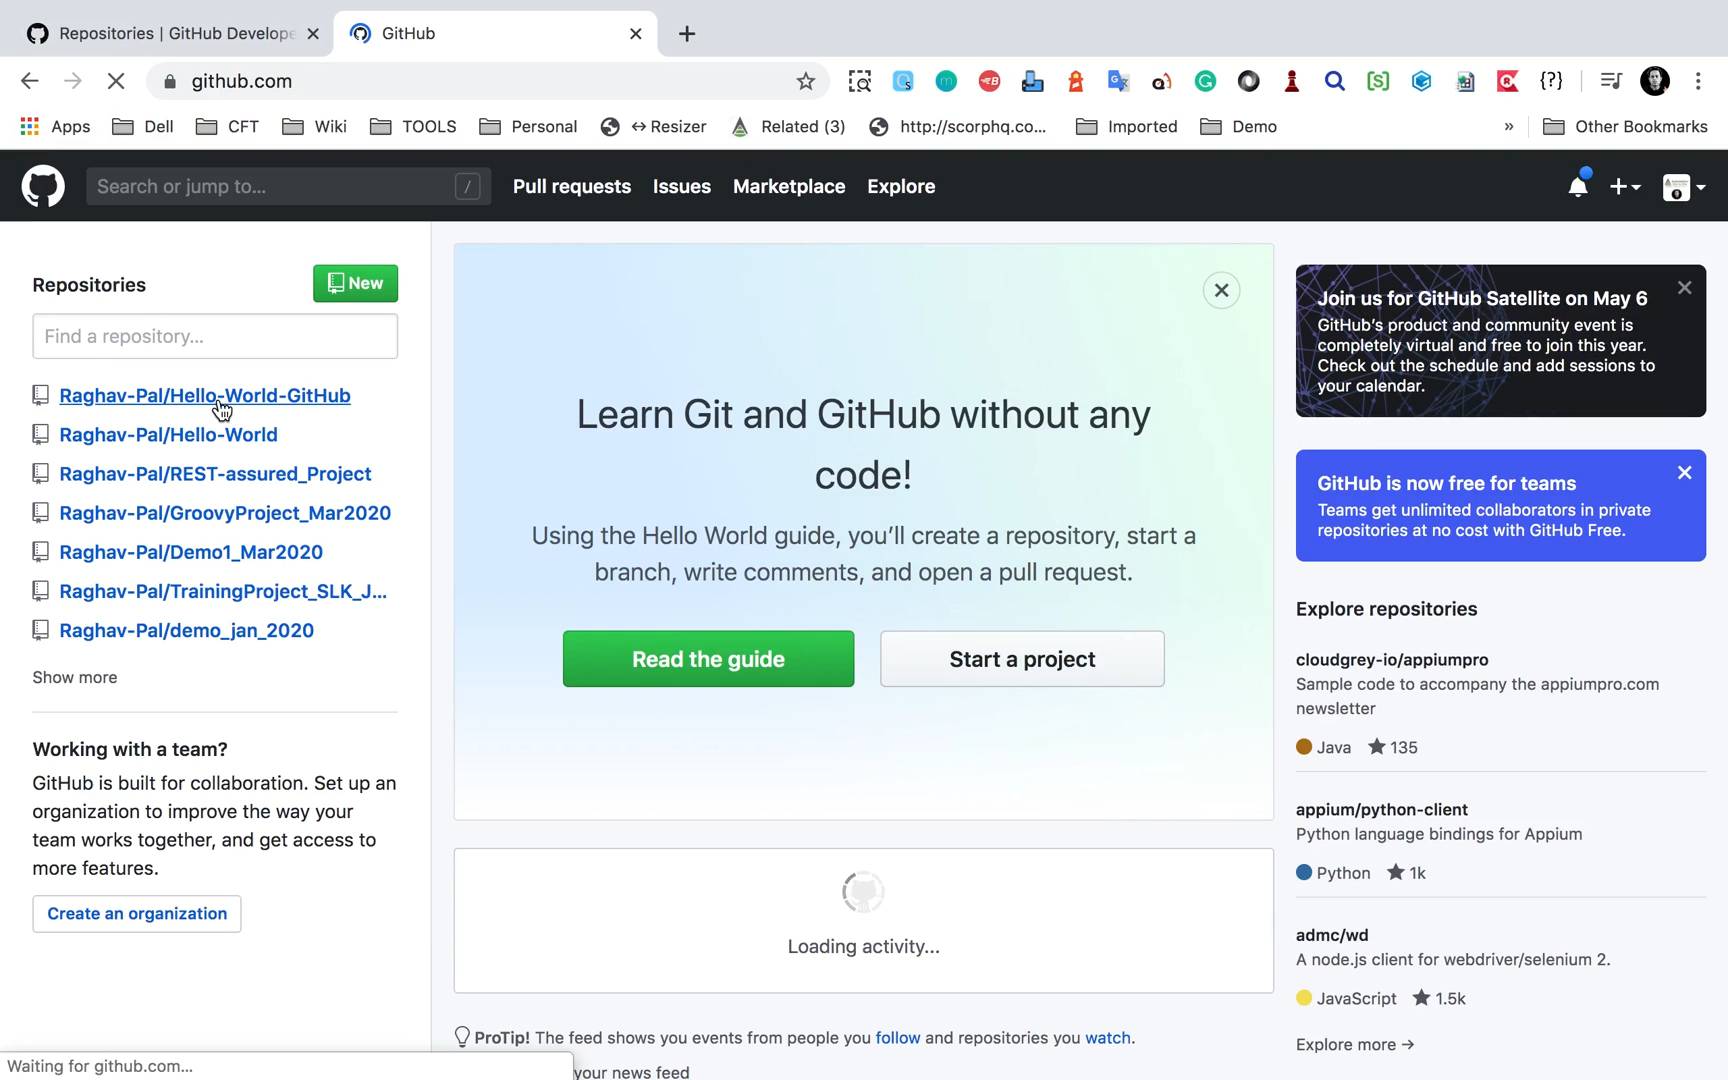 Repositories | GitHub Develope
GitHub
github.com
Apps
Dell
CFT
Wiki
TOOLS
Personal
↔Resizer
Related (3)
http://scorphq.co...
Imported
Demo
»
Other Bookmarks
Search or jump to...
/
Pull requests
Issues
Marketplace
Explore
Repositories
New
Find a repository...
Raghav-Pal/Hello-World-GitHub
Raghav-Pal/Hello-World
Raghav-Pal/REST-assured_Project
Raghav-Pal/GroovyProject_Mar2020
Raghav-Pal/Demo1_Mar2020
Raghav-Pal/TrainingProject_SLK_J...
Raghav-Pal/demo_jan_2020
Show more
Working with a team?
GitHub is built for collaboration. Set up an
organization to improve the way your
team works together, and get access to
more features.
Create an organization
Learn Git and GitHub without any
code!
Using the Hello World guide, you’ll create a repository, start a
branch, write comments, and open a pull request.
Read the guide
Start a project
Loading activity...
ProTip! The feed shows you events from people you follow and repositories you watch.
your news feed
Join us for GitHub Satellite on May 6
GitHub's product and community event is
completely virtual and free to join this year.
Check out the schedule and add sessions to
your calendar.
GitHub is now free for teams
Teams get unlimited collaborators in private
repositories at no cost with GitHub Free.
Explore repositories
cloudgrey-io/appiumpro
Sample code to accompany the appiumpro.com
newsletter
Java ★ 135
appium/python-client
Python language bindings for Appium
Python ★ 1k
admc/wd
A node.js client for webdriver/selenium 2.
JavaScript ★ 1.5k
Explore more →
Waiting for github.com...